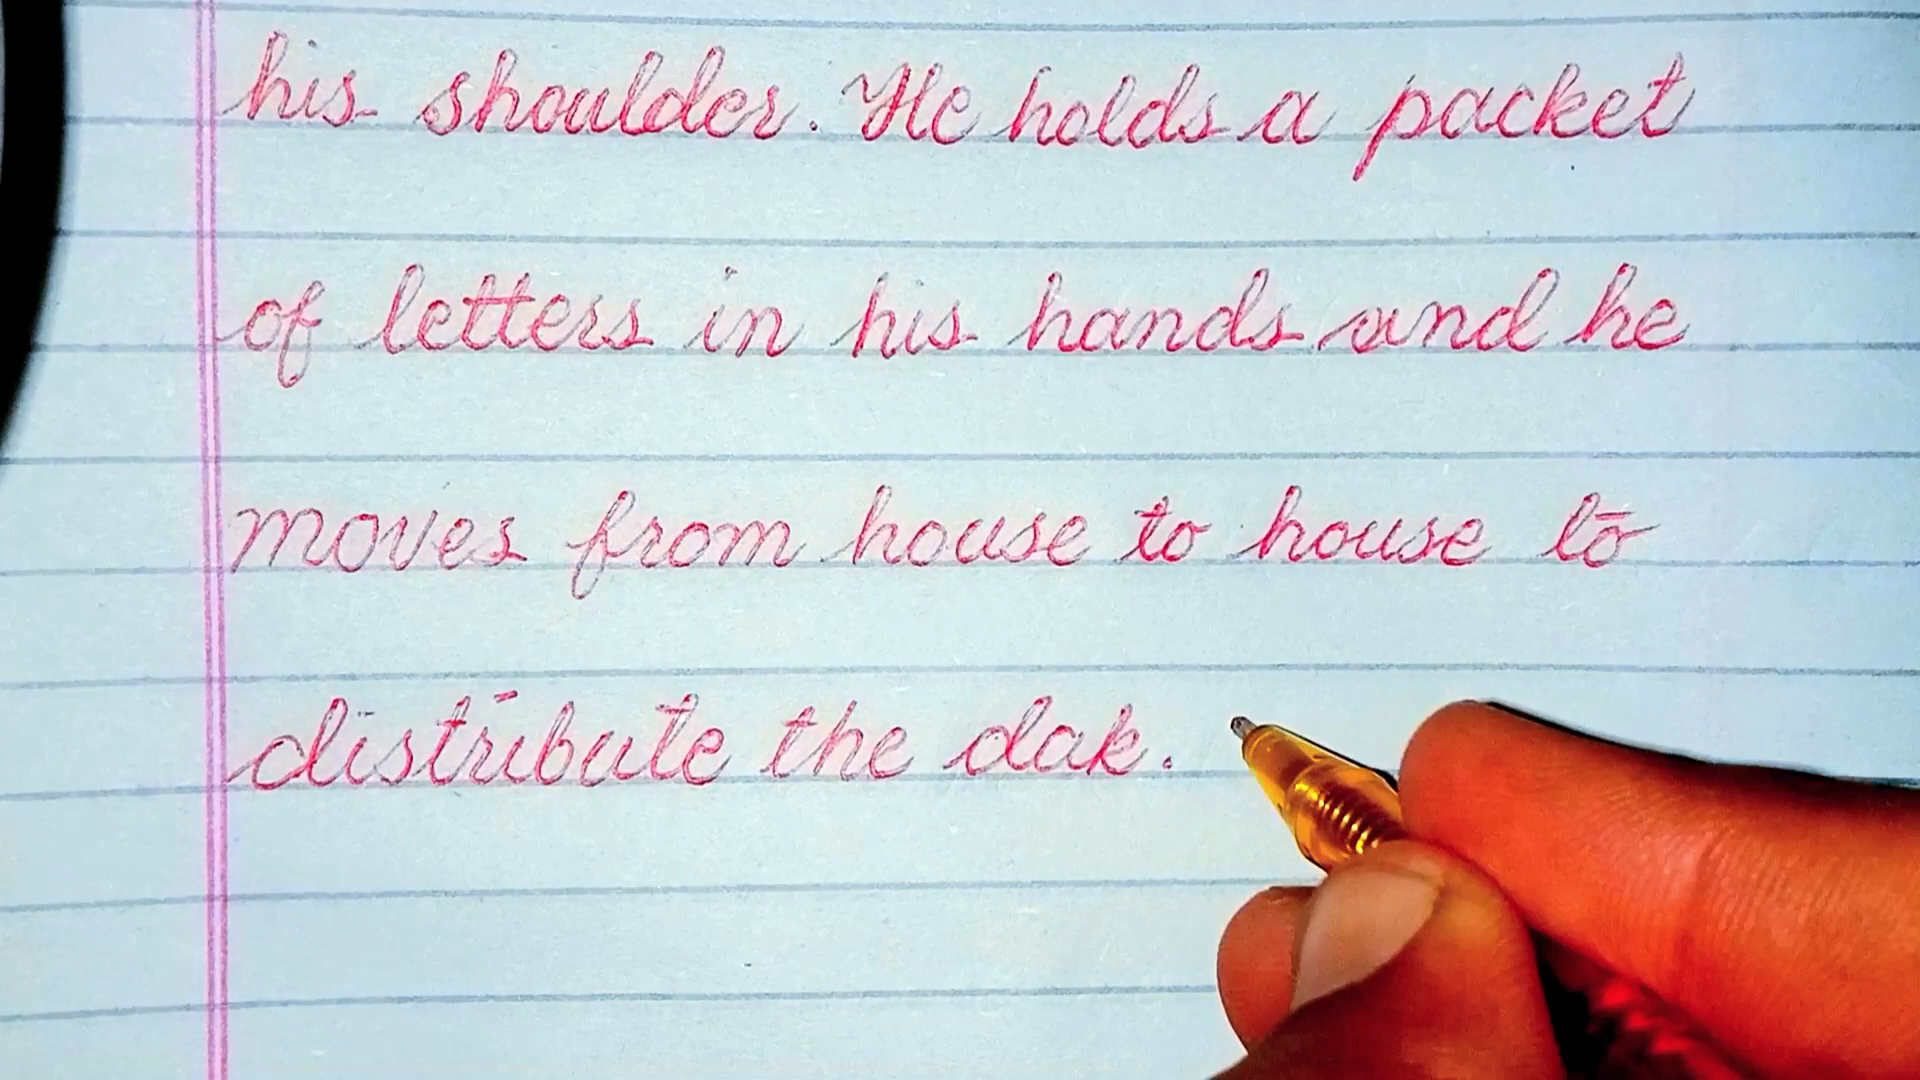 his shoulder. He holds a packet
of letters in his hands and he
moves from house to house to
distribute the dak.